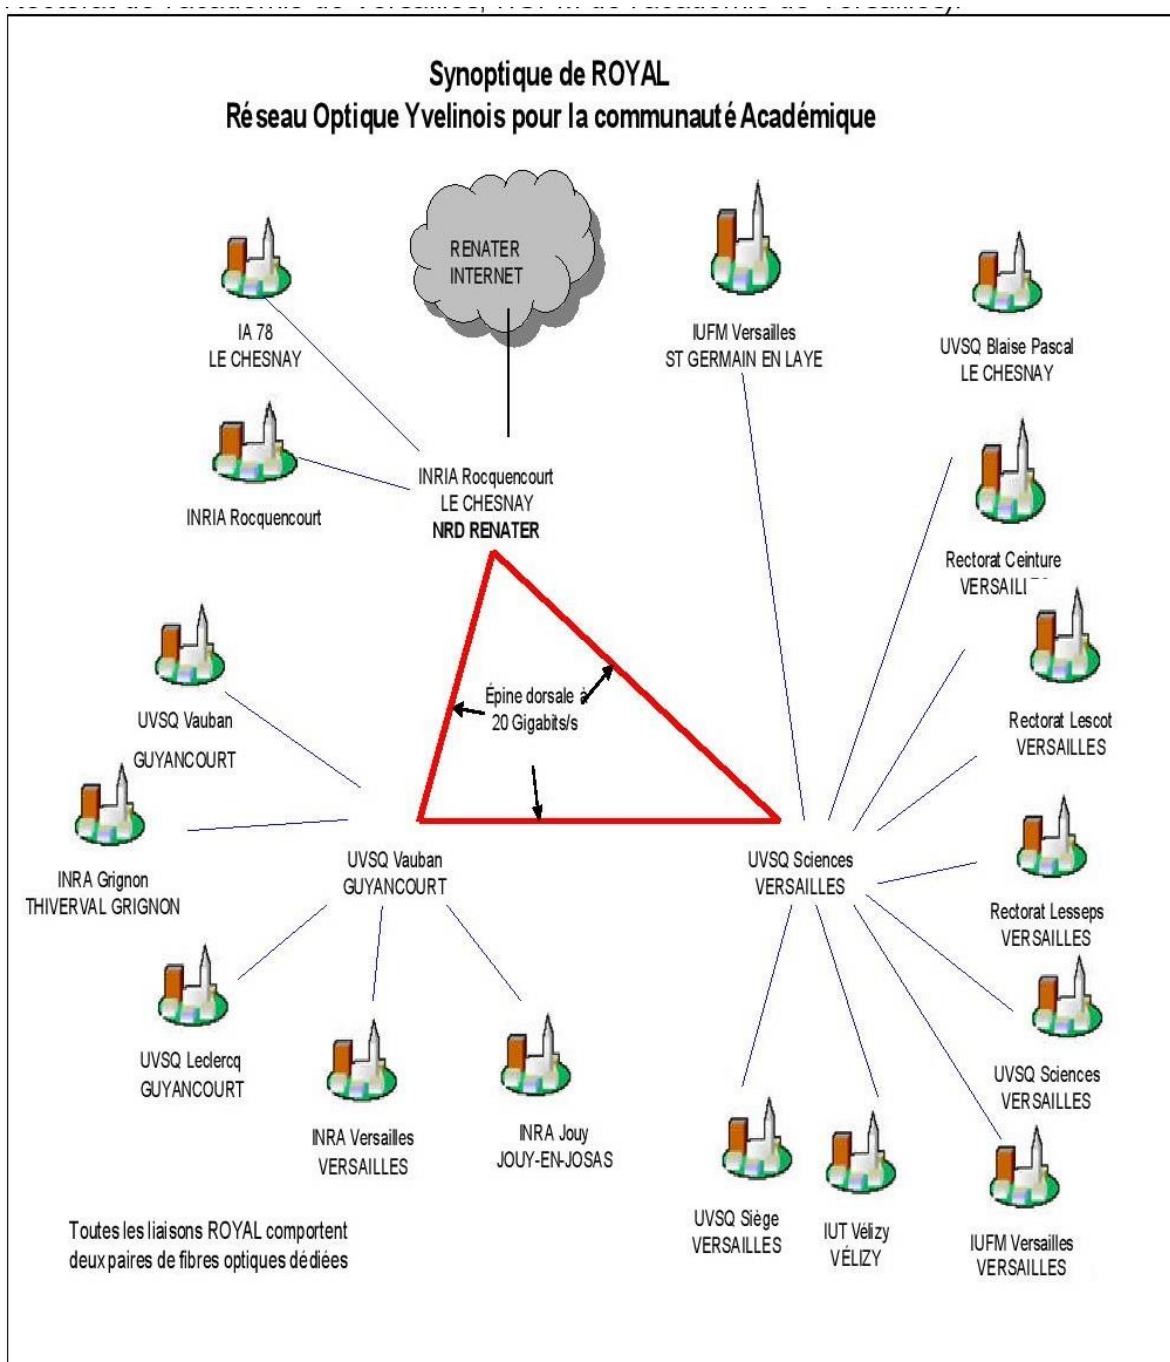 Synoptique de ROYAL
Réseau Optique Yvelinois pour la communauté Académique
RENATER
INTERNET
IA 78
LE CHESNAY
IUFM Versailles
ST GERMAIN EN LAYE
UVSQ Blaise Pascal
LE CHESNAY
INRIA Rocquencourt
LE CHESNAY
NRD RENATER
INRIA Rocquencourt
Rectorat Ceinture
UVSQ Vauban
GUYANCOURT
Épine dorsale à
20 Gigabits/s
Rectorat Lescot
VERSAILLES
INRA Grignon
THIVERVAL GRIGNON
UVSQ Vauban
GUYANCOURT
UVSQ Sciences
VERSAILLES
Rectorat Lesseps
VERSAILLES
UVSQ Leclercq
GUYANCOURT
UVSQ Sciences
VERSAILLES
INRA Versailles
VERSAILLES
INRA Jouy
JOUY-EN-JOSAS
UVSQ Siège
VERSAILLES
IUT Vélizy
VÉLIZY
IUFM Versailles
VERSAILLES
Toutes les liaisons ROYAL comportent
deux paires de fibres optiques dédiées